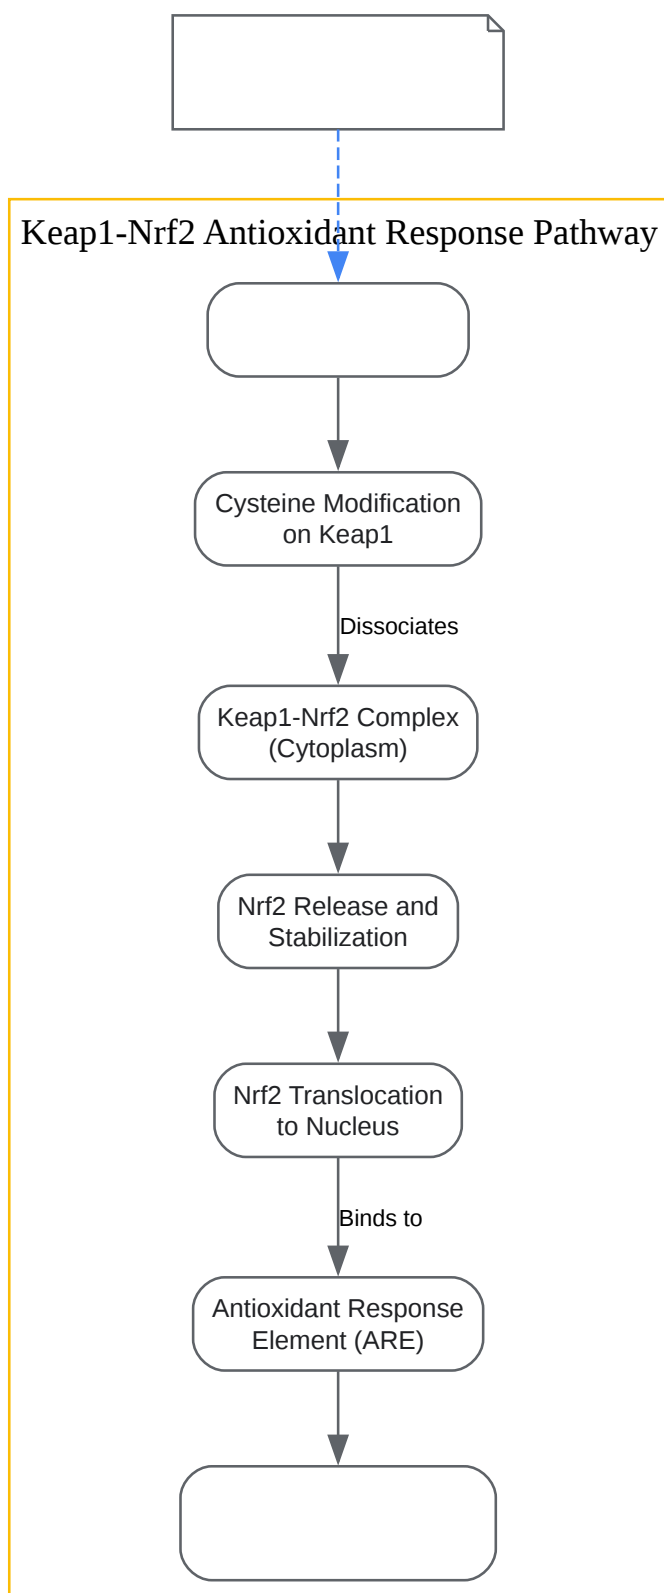 Keap1-Nrf2 Antioxidant Response Pathway
Cysteine Modification
on Keap1
Dissociates
Keap1-Nrf2 Complex
(Cytoplasm)
Nrf2 Release and
Stabilization
Nrf2 Translocation
to Nucleus
Binds to
Antioxidant Response
Element (ARE)